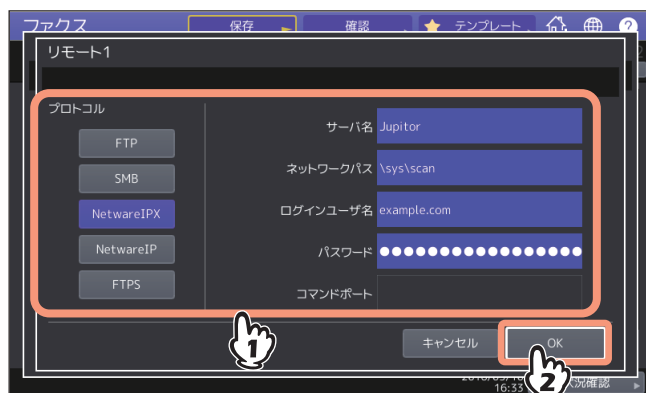 ファクス 保存 確認 テンプレート ?
リモート1
プロトコル
FTP
SMB
NetwareIPX
NetwareIP
FTPS
サーバ名 Jupitor
ネットワークパス \sys\scan
ログインユーザ名 example.com
パスワード ●●●●●●●●●●●●●●●●●
コマンドポート
キャンセル OK
1
2
16:33 況確認